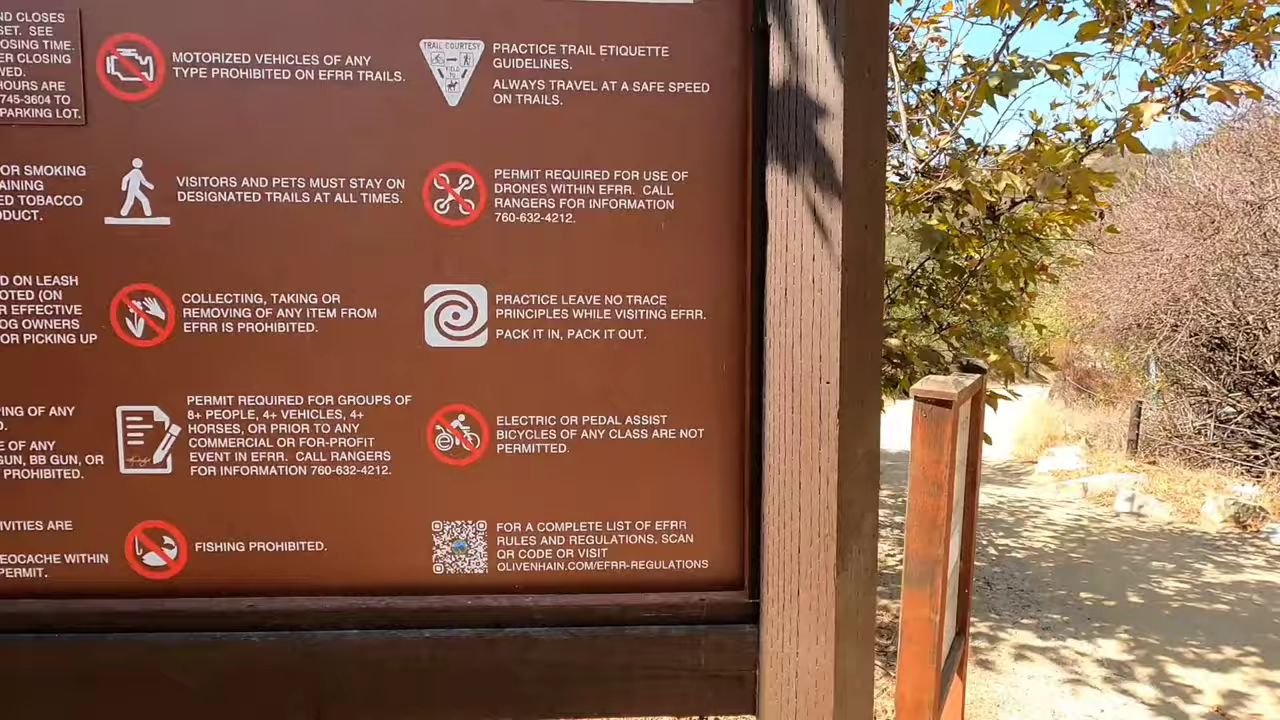 ND CLOSES
SET. SEE
OSING TIME.
ER CLOSING
WED.
HOURS ARE
745-3604 TO
PARKING LOT.
OR SMOKING
AINING
ED TOBACCO
DUCT.
D ON LEASH
OTED (ON
R EFFECTIVE
OG OWNERS
OR PICKING UP
PING OF ANY
D.
E OF ANY
GUN, BB GUN, OR
PROHIBITED.
IVITIES ARE
EOCACHE WITHIN
PERMIT.
MOTORIZED VEHICLES OF ANY
TYPE PROHIBITED ON EFRR TRAILS.
VISITORS AND PETS MUST STAY ON
DESIGNATED TRAILS AT ALL TIMES.
COLLECTING, TAKING OR
REMOVING OF ANY ITEM FROM
EFRR IS PROHIBITED.
PERMIT REQUIRED FOR GROUPS OF
8+ PEOPLE, 4+ VEHICLES, 4+
HORSES, OR PRIOR TO ANY
COMMERCIAL OR FOR-PROFIT
EVENT IN EFRR. CALL RANGERS
FOR INFORMATION 760-632-4212.
FISHING PROHIBITED.
TRAIL COURTESY
YIELD
TO
PRACTICE TRAIL ETIQUETTE
GUIDELINES.
ALWAYS TRAVEL AT A SAFE SPEED
ON TRAILS.
PERMIT REQUIRED FOR USE OF
DRONES WITHIN EFRR. CALL
RANGERS FOR INFORMATION
760-632-4212.
PRACTICE LEAVE NO TRACE
PRINCIPLES WHILE VISITING EFRR.
PACK IT IN, PACK IT OUT.
ELECTRIC OR PEDAL ASSIST
BICYCLES OF ANY CLASS ARE NOT
PERMITTED.
FOR A COMPLETE LIST OF EFRR
RULES AND REGULATIONS, SCAN
QR CODE OR VISIT
OLIVENHAIN.COM/EFRR-REGULATIONS